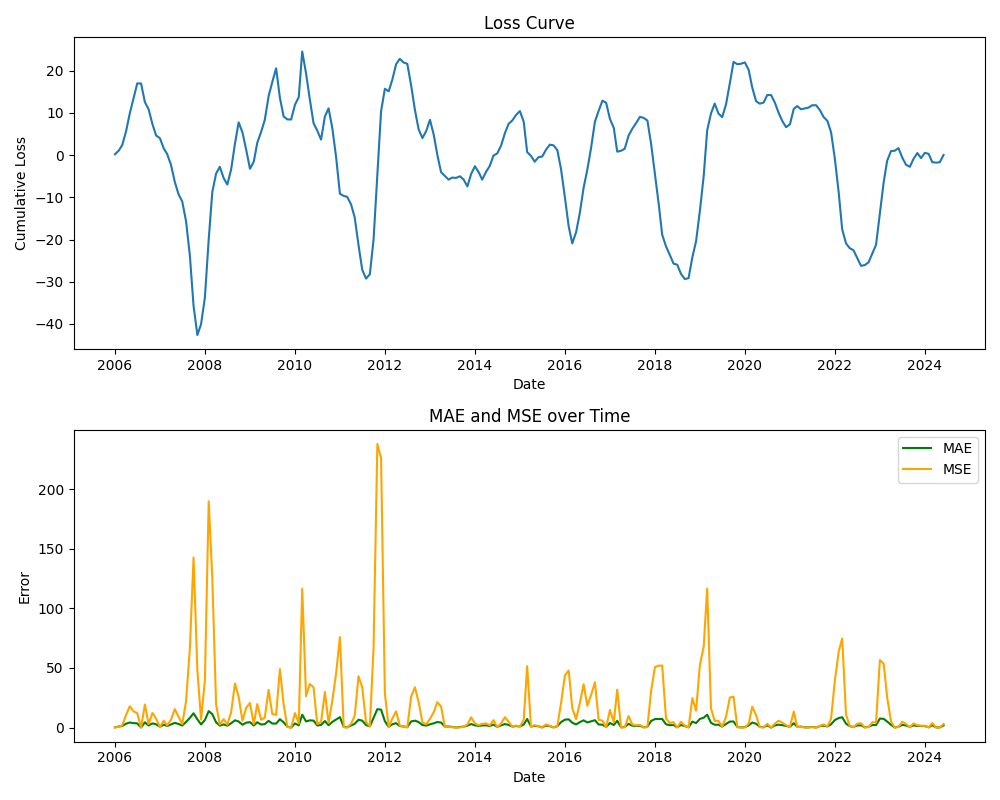 Loss Curve
Cumulative Loss
20
10
0
−10
−20
−30
−40
2006 2008 2010 2012 2014 2016 2018 2020 2022 2024
Date
MAE and MSE over Time
Error
200
150
100
50
0
MAE
MSE
2006 2008 2010 2012 2014 2016 2018 2020 2022 2024
Date